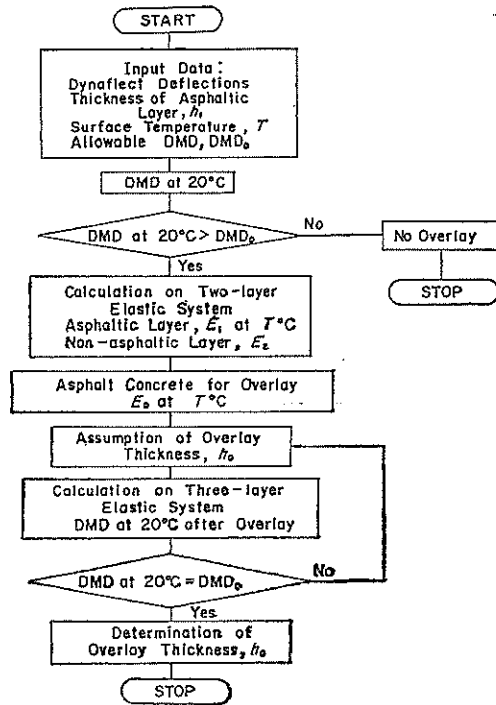 START
Input Data:
Dynaflect Deflections
Thickness of Asphaltic
Layer, h₁
Surface Temperature, T
Allowable DMD, DMD₀
DMD at 20°C
DMD at 20°C > DMD₀
No
No Overlay
STOP
Yes
Calculation on Two-layer
Elastic System
Asphaltic Layer, E₁ at T°C
Non-asphaltic Layer, E₂
Asphalt Concrete for Overlay
E₀ at T°C
Assumption of Overlay
Thickness, h₀
Calculation on Three-layer
Elastic System
DMD at 20°C after Overlay
DMD at 20°C = DMD₀
No
Yes
Determination of
Overlay Thickness, h₀
STOP